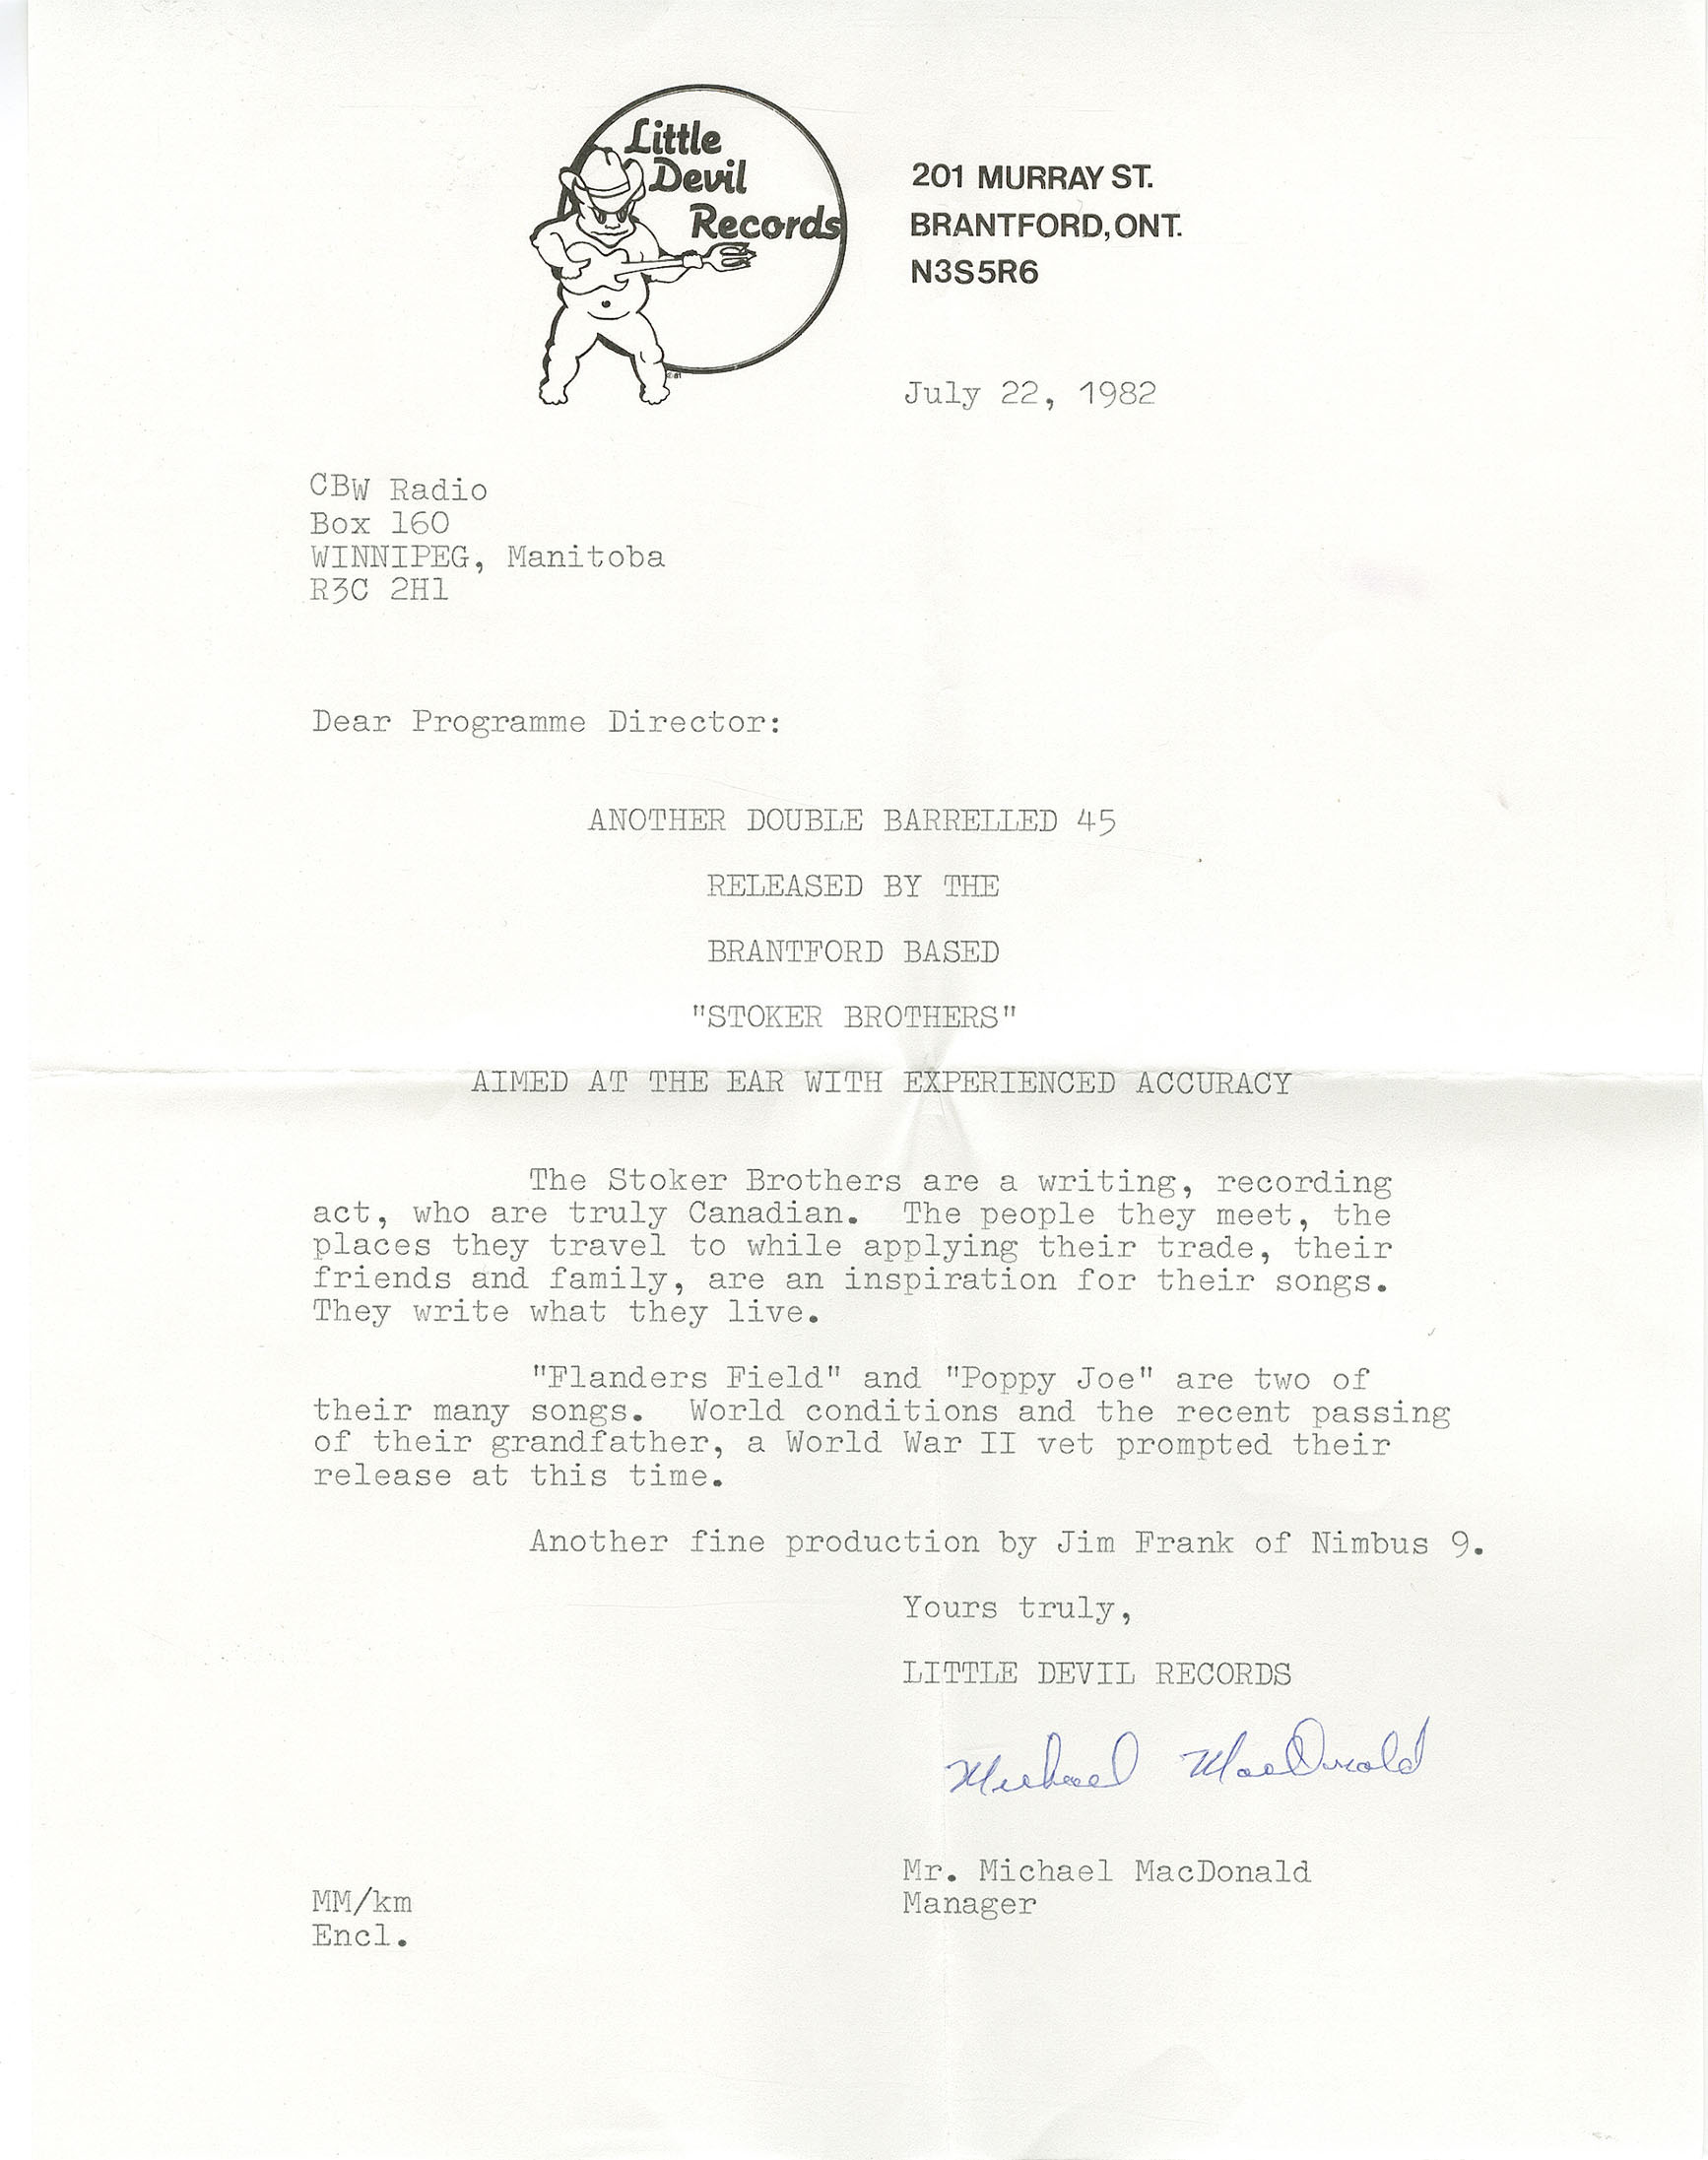 Little
Devil
Records
201 MURRAY ST.
BRANTFORD, ONT.
N3S5R6
July 22, 1982
CBW Radio
Box 160
WINNIPEG, Manitoba
R3C 2H1
Dear Programme Director:
ANOTHER DOUBLE BARRELLED 45
RELEASED BY THE
BRANTFORD BASED
"STOKER BROTHERS"
AIMED AT THE EAR WITH EXPERIENCED ACCURACY
The Stoker Brothers are a writing, recording
act, who are truly Canadian. The people they meet, the
places they travel to while applying their trade, their
friends and family, are an inspiration for their songs.
They write what they live.
"Flanders Field" and "Poppy Joe" are two of
their many songs. World conditions and the recent passing
of their grandfather, a World War II vet prompted their
release at this time.
Another fine production by Jim Frank of Nimbus 9.
Yours truly,
LITTLE DEVIL RECORDS
Michael MacDonald
Mr. Michael MacDonald
Manager
MM/km
Encl.